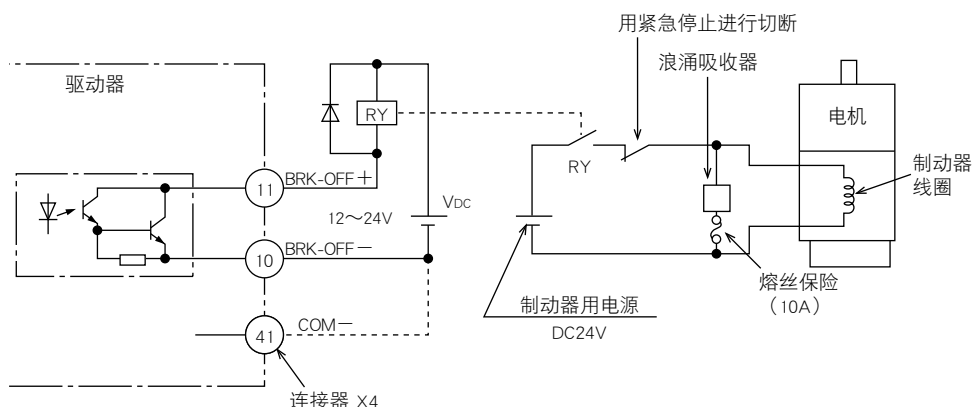 用紧急停止进行切断
浪涌吸收器
驱动器
RY
电机
RY
制动器
线圈
11
BRK-OFF＋
VDC
12～24V
10
BRK-OFF－
熔丝保险
（10A）
制动器用电源
DC24V
41
COM－
连接器 X4